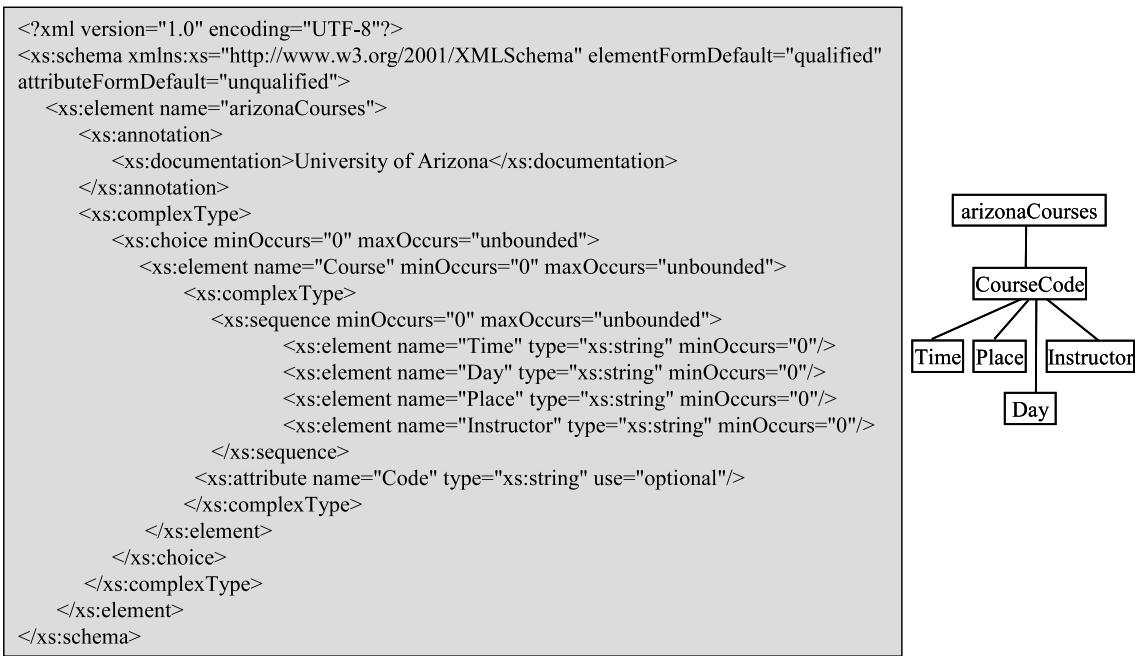 <?xml version="1.0" encoding="UTF-8"?>
<xs:schema xmlns:xs="http://www.w3.org/2001/XMLSchema" elementFormDefault="qualified"
attributeFormDefault="unqualified">
<xs:element name="arizonaCourses">
<xs:annotation>
<xs:documentation>University of Arizona</xs:documentation>
</xs:annotation>
<xs:complexType>
<xs:choice minOccurs="0" maxOccurs="unbounded">
<xs:element name="Course" minOccurs="0" maxOccurs="unbounded">
<xs:complexType>
<xs:sequence minOccurs="0" maxOccurs="unbounded">
<xs:element name="Time" type="xs:string" minOccurs="0"/>
<xs:element name="Day" type="xs:string" minOccurs="0"/>
<xs:element name="Place" type="xs:string" minOccurs="0"/>
<xs:element name="Instructor" type="xs:string" minOccurs="0"/>
</xs:sequence>
<xs:attribute name="Code" type="xs:string" use="optional"/>
</xs:complexType>
</xs:element>
</xs:choice>
</xs:complexType>
</xs:element>
</xs:schema>
arizonaCourses
CourseCode
Time Place Instructor
Day